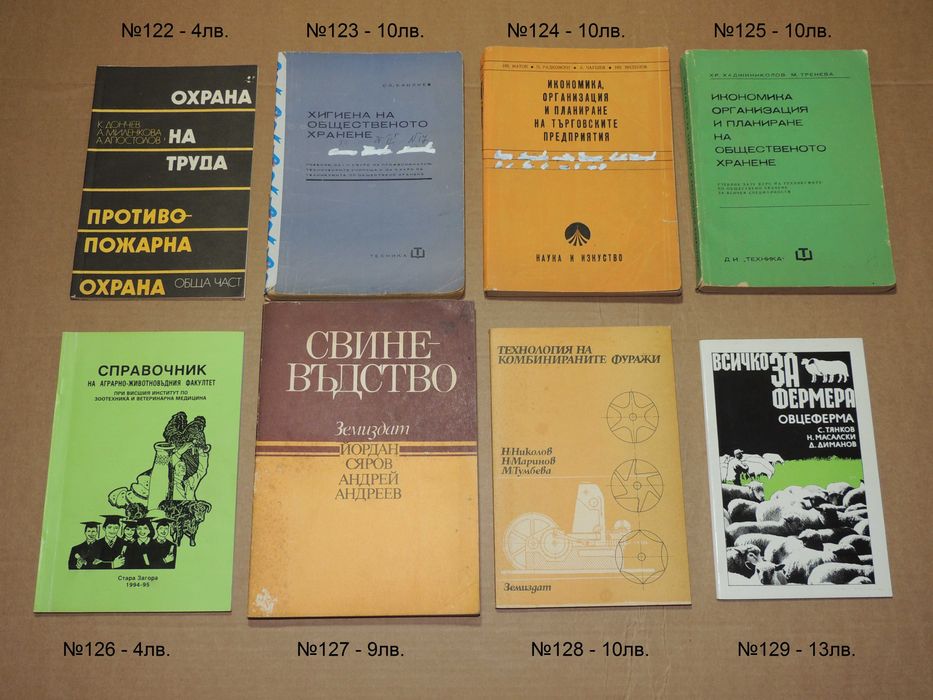 №122 - 4лв.
№123 - 10лв.
№124 - 10лв.
№125 - 10лв.
ОХРАНА
К. ДОНЧЕВ
А. МИЛЕНКОВА
А. АПОСТОЛОВ
НА
ТРУДА
ПРОТИВО-
ПОЖАРНА
ОХРАНА
ОБЩА ЧАСТ
ХИГИЕНА НА
ОБЩЕСТВЕНОТО
ХРАНЕНЕ
ТЕХНИКА
ИКОНОМИКА,
ОРГАНИЗАЦИЯ
И ПЛАНИРАНЕ
НА ТЪРГОВСКИТЕ
ПРЕДПРИЯТИЯ
НАУКА И ИЗКУСТВО
ХР. ХАДЖИНИКОЛОВ М. ТРЕНЕВА
ИКОНОМИКА
ОРГАНИЗАЦИЯ
И ПЛАНИРАНЕ
НА
ОБЩЕСТВЕНОТО
ХРАНЕНЕ
Д.И. „ТЕХНИКА"
СПРАВОЧНИК
НА АГРАРНО-ЖИВОТНОВЪДНИЯ ФАКУЛТЕТ
ПРИ ВИСШИЯ ИНСТИТУТ ПО
ЗООТЕХНИКА И ВЕТЕРИНАРНА МЕДИЦИНА
Стара Загора
1994-95
СВИНЕ-
ВЪДСТВО
Земиздат
ЙОРДАН
СЯРОВ
АНДРЕЙ
АНДРЕЕВ
ТЕХНОЛОГИЯ НА
КОМБИНИРАНИТЕ ФУРАЖИ
Н. Николов
Н. Маринов
М. Тумбева
Земиздат
ВСИЧКО
ЗА
ФЕРМЕРА
ОВЦЕФЕРМА
С. ТЯНКОВ
Н. МАСАЛСКИ
Д. ДИМАНОВ
№126 - 4лв.
№127 - 9лв.
№128 - 10лв.
№129 - 13лв.